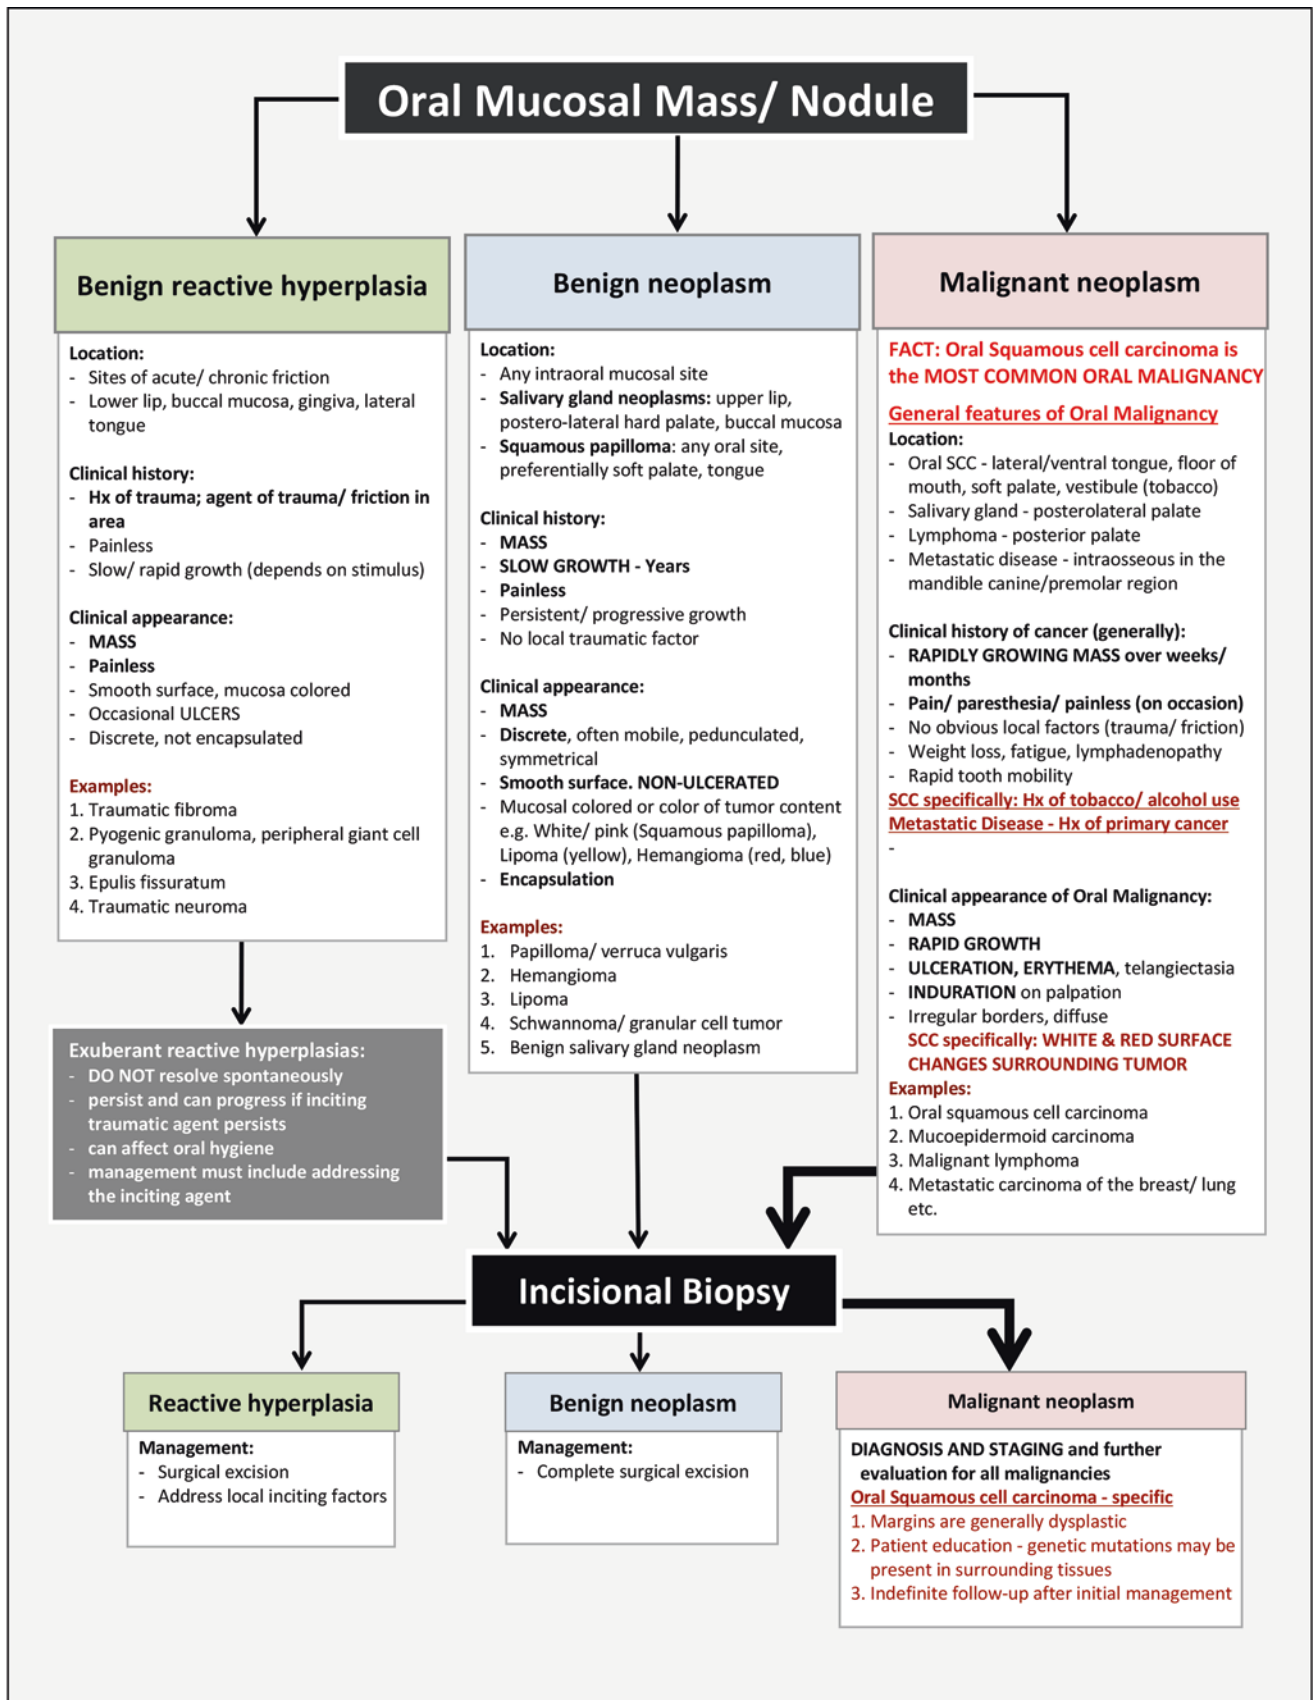 Oral Mucosal Mass/ Nodule
Benign reactive hyperplasia
Location:
- Sites of acute/ chronic friction
- Lower lip, buccal mucosa, gingiva, lateral
tongue
Clinical history:
- Hx of trauma; agent of trauma/ friction in
area
- Painless
- Slow/ rapid growth (depends on stimulus)
Clinical appearance:
- MASS
- Painless
- Smooth surface, mucosa colored
- Occasional ULCERS
- Discrete, not encapsulated
Examples:
1. Traumatic fibroma
2. Pyogenic granuloma, peripheral giant cell
granuloma
3. Epulis fissuratum
4. Traumatic neuroma
Exuberant reactive hyperplasias:
- DO NOT resolve spontaneously
- persist and can progress if inciting
traumatic agent persists
- can affect oral hygiene
- management must include addressing
the inciting agent
Benign neoplasm
Location:
- Any intraoral mucosal site
- Salivary gland neoplasms: upper lip,
postero-lateral hard palate, buccal mucosa
- Squamous papilloma: any oral site,
preferentially soft palate, tongue
Clinical history:
- MASS
- SLOW GROWTH - Years
- Painless
- Persistent/ progressive growth
- No local traumatic factor
Clinical appearance:
- MASS
- Discrete, often mobile, pedunculated,
symmetrical
- Smooth surface. NON-ULCERATED
- Mucosal colored or color of tumor content
e.g. White/ pink (Squamous papilloma),
Lipoma (yellow), Hemangioma (red, blue)
- Encapsulation
Examples:
1. Papilloma/ verruca vulgaris
2. Hemangioma
3. Lipoma
4. Schwannoma/ granular cell tumor
5. Benign salivary gland neoplasm
Malignant neoplasm
FACT: Oral Squamous cell carcinoma is
the MOST COMMON ORAL MALIGNANCY
General features of Oral Malignancy
Location:
- Oral SCC - lateral/ventral tongue, floor of
mouth, soft palate, vestibule (tobacco)
- Salivary gland - posterolateral palate
- Lymphoma - posterior palate
- Metastatic disease - intraosseous in the
mandible canine/premolar region
Clinical history of cancer (generally):
- RAPIDLY GROWING MASS over weeks/
months
- Pain/ paresthesia/ painless (on occasion)
- No obvious local factors (trauma/ friction)
- Weight loss, fatigue, lymphadenopathy
- Rapid tooth mobility
SCC specifically: Hx of tobacco/ alcohol use
Metastatic Disease - Hx of primary cancer
-
Clinical appearance of Oral Malignancy:
- MASS
- RAPID GROWTH
- ULCERATION, ERYTHEMA, telangiectasia
- INDURATION on palpation
- Irregular borders, diffuse
SCC specifically: WHITE & RED SURFACE
CHANGES SURROUNDING TUMOR
Examples:
1. Oral squamous cell carcinoma
2. Mucoepidermoid carcinoma
3. Malignant lymphoma
4. Metastatic carcinoma of the breast/ lung
etc.
Incisional Biopsy
Reactive hyperplasia
Management:
- Surgical excision
- Address local inciting factors
Benign neoplasm
Management:
- Complete surgical excision
Malignant neoplasm
DIAGNOSIS AND STAGING and further
evaluation for all malignancies
Oral Squamous cell carcinoma - specific
1. Margins are generally dysplastic
2. Patient education - genetic mutations may be
present in surrounding tissues
3. Indefinite follow-up after initial management